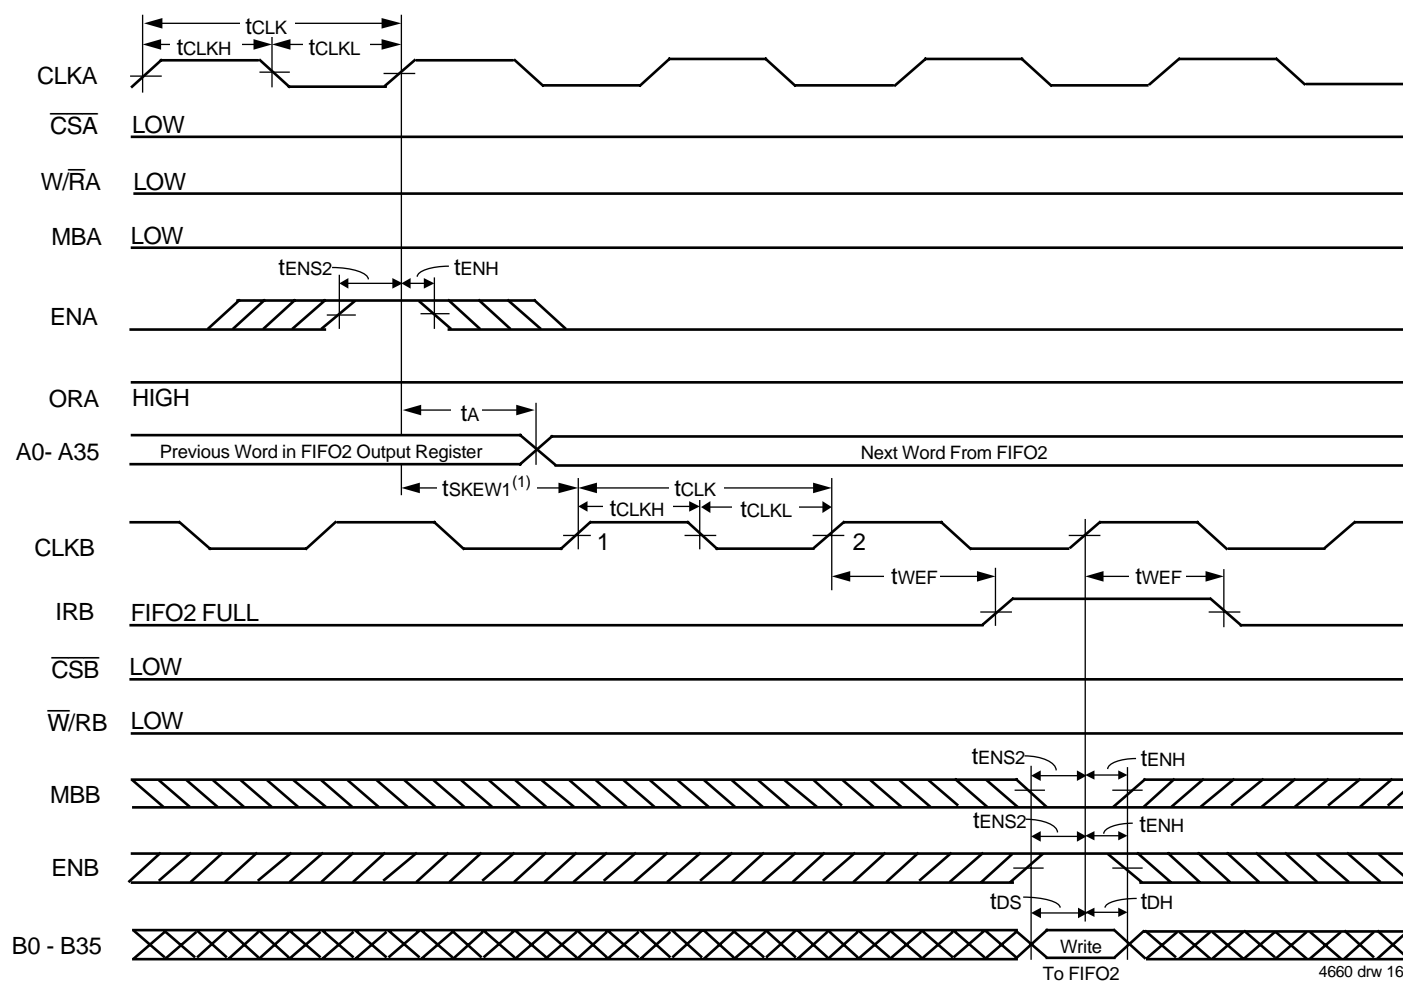 tCLK
tCLKH
tCLKL
CLKA
CSA
LOW
W/RA
LOW
MBA
LOW
tENS2
tENH
ENA
ORA
HIGH
tA
A0- A35
Previous Word in FIFO2 Output Register
Next Word From FIFO2
tSKEW1(1)
tCLK
tCLKH
tCLKL
CLKB
1
2
tWEF
tWEF
IRB
FIFO2 FULL
CSB
LOW
W/RB
LOW
tENS2
tENH
MBB
tENS2
tENH
ENB
tDS
tDH
B0 - B35
Write
To FIFO2
4660 drw 16